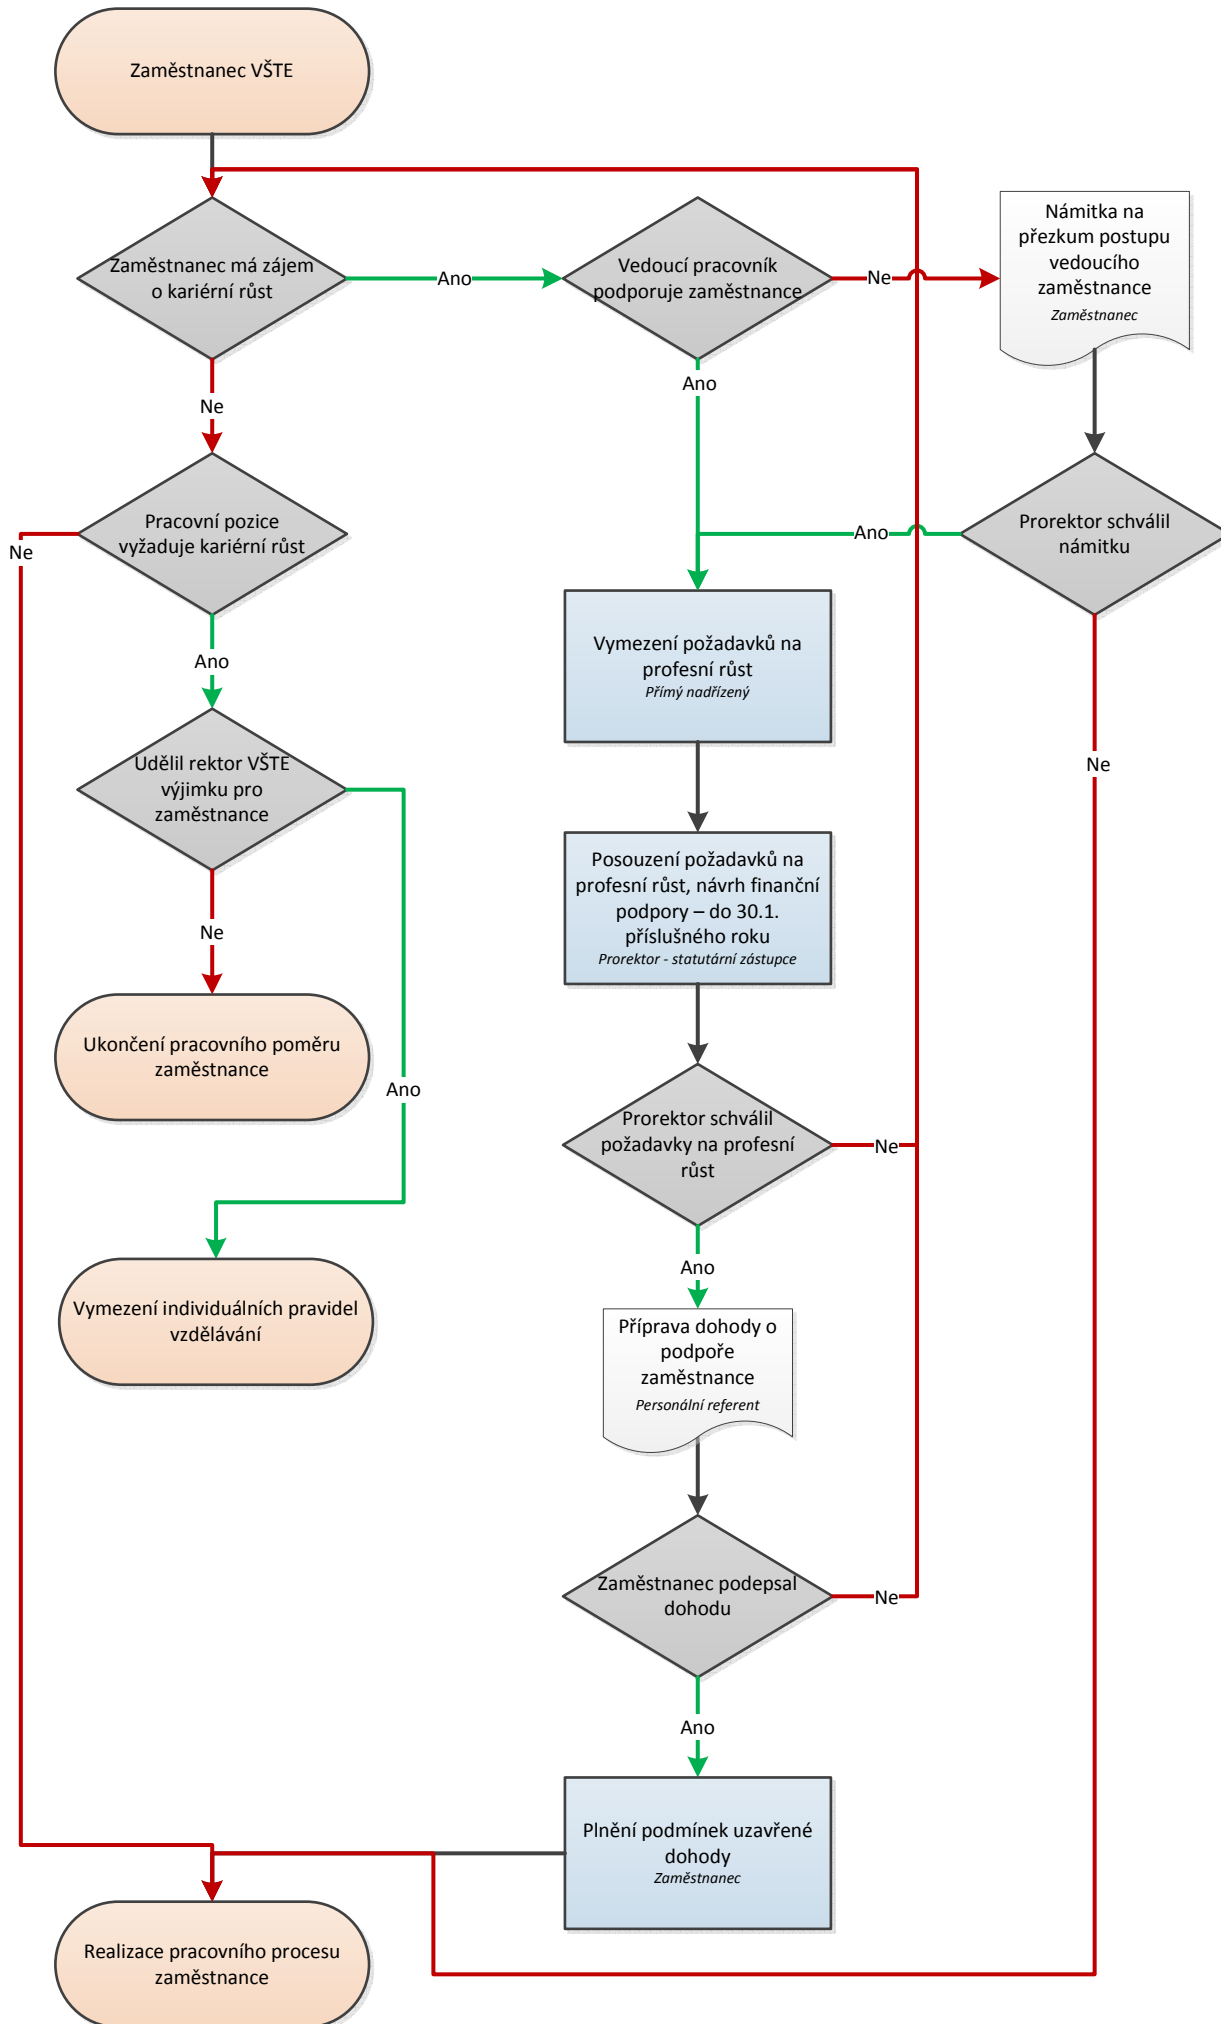 Zaměstnanec VŠTE
Zaměstnanec má zájem
o kariérní růst
Ano
Vedoucí pracovník
podporuje zaměstnance
Ne
Námitka na
přezkum postupu
vedoucího
zaměstnance
Zaměstnanec
Ne
Ano
Pracovní pozice
vyžaduje kariérní růst
Ne
Ano
Prorektor schválil
námitku
Ano
Vymezení požadavků na
profesní růst
Přímý nadřízený
Udělil rektor VŠTE
výjimku pro
zaměstnance
Ne
Posouzení požadavků na
profesní růst, návrh finanční
podpory – do 30.1.
příslušného roku
Prorektor - statutární zástupce
Ne
Ukončení pracovního poměru
zaměstnance
Ano
Prorektor schválil
požadavky na profesní
růst
Ne
Ano
Vymezení individuálních pravidel
vzdělávání
Příprava dohody o
podpoře
zaměstnance
Personální referent
Zaměstnanec podepsal
dohodu
Ne
Ano
Plnění podmínek uzavřené
dohody
Zaměstnanec
Realizace pracovního procesu
zaměstnance